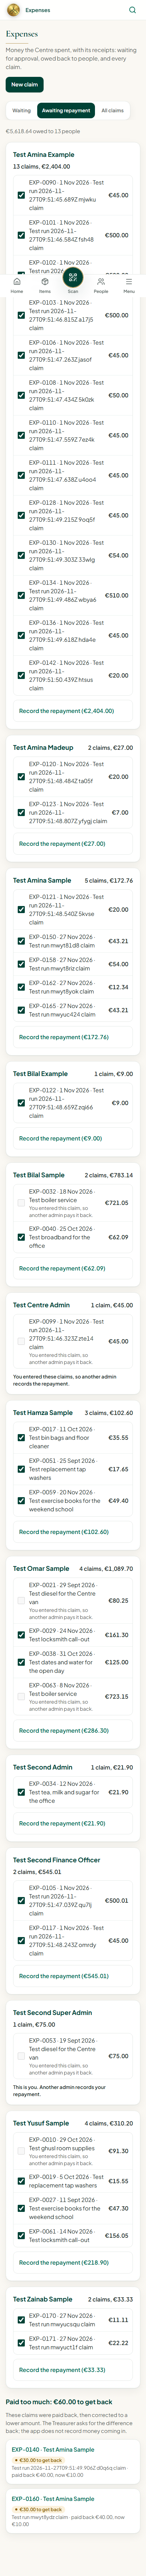 Expenses
Expenses
Money the Centre spent, with its receipts: waiting
for approval, owed back to people, and every
claim.
New claim
Waiting
Awaiting repayment
All claims
€5,618.64 owed to 13 people
Test Amina Example
13 claims, €2,404.00
EXP-0090 · 1 Nov 2026 · Test
run 2026-11-
27T09:51:45.689Z mjwku
claim
€45.00
EXP-0101 · 1 Nov 2026 ·
Test run 2026-11-
27T09:51:46.584Z fsh48
claim
€500.00
EXP-0102 · 1 Nov 2026 ·
Home
Items
Scan
People
Menu
EXP-0103 · 1 Nov 2026 ·
Test run 2026-11-
27T09:51:46.815Z a17j5
claim
€500.00
EXP-0106 · 1 Nov 2026 ·
Test run 2026-11-
27T09:51:47.263Z jasof
claim
€45.00
EXP-0108 · 1 Nov 2026 ·
Test run 2026-11-
27T09:51:47.434Z 5k0zk
claim
€50.00
EXP-0110 · 1 Nov 2026 ·
Test run 2026-11-
27T09:51:47.559Z 7ez4k
claim
€45.00
EXP-0111 · 1 Nov 2026 ·
Test run 2026-11-
27T09:51:47.638Z u4oo4
claim
€45.00
EXP-0128 · 1 Nov 2026 ·
Test run 2026-11-
27T09:51:49.215Z 9oq5f
claim
€45.00
EXP-0130 · 1 Nov 2026 ·
Test run 2026-11-
27T09:51:49.303Z 33wlg
claim
€54.00
EXP-0134 · 1 Nov 2026 ·
Test run 2026-11-
27T09:51:49.486Z wbya6
claim
€510.00
EXP-0136 · 1 Nov 2026 ·
Test run 2026-11-
27T09:51:49.618Z hda4e
claim
€45.00
EXP-0142 · 1 Nov 2026 ·
Test run 2026-11-
27T09:51:50.439Z htsus
claim
€20.00
Record the repayment (€2,404.00)
Test Amina Madeup
2 claims, €27.00
EXP-0120 · 1 Nov 2026 ·
Test run 2026-11-
27T09:51:48.484Z ta05f
claim
€20.00
EXP-0123 · 1 Nov 2026 ·
Test run 2026-11-
27T09:51:48.807Z yfygj claim
€7.00
Record the repayment (€27.00)
Test Amina Sample
5 claims, €172.76
EXP-0121 · 1 Nov 2026 ·
Test run 2026-11-
27T09:51:48.540Z 5kvse
claim
€20.00
EXP-0150 · 27 Nov 2026 ·
Test run mwyt81d8 claim
€43.21
EXP-0158 · 27 Nov 2026 ·
Test run mwyt8rlz claim
€54.00
EXP-0162 · 27 Nov 2026 ·
Test run mwyt8yok claim
€12.34
EXP-0165 · 27 Nov 2026 ·
Test run mwyuc424 claim
€43.21
Record the repayment (€172.76)
Test Bilal Example
1 claim, €9.00
EXP-0122 · 1 Nov 2026 ·
Test run 2026-11-
27T09:51:48.659Z zqi66
claim
€9.00
Record the repayment (€9.00)
Test Bilal Sample
2 claims, €783.14
EXP-0032 · 18 Nov 2026 ·
Test boiler service
You entered this claim, so
another admin pays it back.
€721.05
EXP-0040 · 25 Oct 2026 ·
Test broadband for the
office
€62.09
Record the repayment (€62.09)
Test Centre Admin
1 claim, €45.00
EXP-0099 · 1 Nov 2026 · Test
run 2026-11-
27T09:51:46.323Z zte14
claim
You entered this claim, so
another admin pays it back.
€45.00
You entered these claims, so another admin
records the repayment.
Test Hamza Sample
3 claims, €102.60
EXP-0017 · 11 Oct 2026 ·
Test bin bags and floor
cleaner
€35.55
EXP-0051 · 25 Sept 2026 ·
Test replacement tap
washers
€17.65
EXP-0059 · 20 Nov 2026 ·
Test exercise books for the
weekend school
€49.40
Record the repayment (€102.60)
Test Omar Sample
4 claims, €1,089.70
EXP-0021 · 29 Sept 2026 ·
Test diesel for the Centre
van
You entered this claim, so
another admin pays it back.
€80.25
EXP-0029 · 24 Nov 2026 ·
Test locksmith call-out
€161.30
EXP-0038 · 31 Oct 2026 ·
Test dates and water for
the open day
€125.00
EXP-0063 · 8 Nov 2026 ·
Test boiler service
You entered this claim, so
another admin pays it back.
€723.15
Record the repayment (€286.30)
Test Second Admin
1 claim, €21.90
EXP-0034 · 12 Nov 2026 ·
Test tea, milk and sugar for
the office
€21.90
Record the repayment (€21.90)
Test Second Finance Officer
2 claims, €545.01
EXP-0105 · 1 Nov 2026 ·
Test run 2026-11-
27T09:51:47.039Z qu7lj
claim
€500.01
EXP-0117 · 1 Nov 2026 ·
Test run 2026-11-
27T09:51:48.243Z omrdy
claim
€45.00
Record the repayment (€545.01)
Test Second Super Admin
1 claim, €75.00
EXP-0053 · 19 Sept 2026 ·
Test diesel for the Centre
van
You entered this claim, so
another admin pays it back.
€75.00
This is you. Another admin records your
repayment.
Test Yusuf Sample
4 claims, €310.20
EXP-0010 · 29 Oct 2026 ·
Test ghusl room supplies
You entered this claim, so
another admin pays it back.
€91.30
EXP-0019 · 5 Oct 2026 · Test
replacement tap washers
€15.55
EXP-0027 · 11 Sept 2026 ·
Test exercise books for the
weekend school
€47.30
EXP-0061 · 14 Nov 2026 ·
Test locksmith call-out
€156.05
Record the repayment (€218.90)
Test Zainab Sample
2 claims, €33.33
EXP-0170 · 27 Nov 2026 ·
Test run mwyucsqu claim
€11.11
EXP-0171 · 27 Nov 2026 ·
Test run mwyuct1f claim
€22.22
Record the repayment (€33.33)
Paid too much: €60.00 to get back
These claims were paid back, then corrected to a
lower amount. The Treasurer asks for the difference
back; the app does not record money coming in.
EXP-0140 · Test Amina Sample
€30.00 to get back
Test run 2026-11-27T09:51:49.906Z d0qdq claim ·
paid back €40.00, now €10.00
EXP-0160 · Test Amina Sample
€30.00 to get back
Test run mwyt8ydz claim · paid back €40.00, now
€10.00